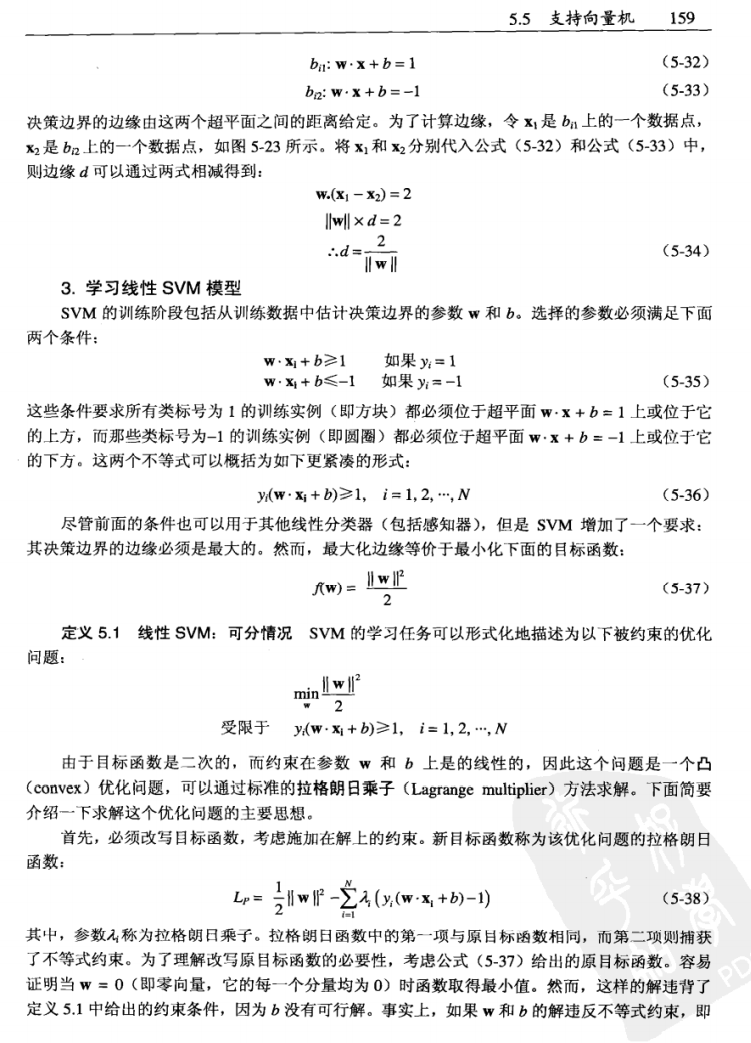 5.5 支持向量机 159
b_{i1}: w·x + b = 1 (5-32)
b_{i2}: w·x + b = -1 (5-33)
决策边界的边缘由这两个超平面之间的距离给定。为了计算边缘，令 x₁是 b_{i1}上的一个数据点，
x₂是 b_{i2}上的一个数据点，如图 5-23 所示。将 x₁和 x₂分别代入公式（5-32）和公式（5-33）中，
则边缘 d 可以通过两式相减得到：
w.(x₁ − x₂) = 2
||w|| × d = 2
∴d = 2 / ||w|| (5-34)
3. 学习线性 SVM 模型
SVM 的训练阶段包括从训练数据中估计决策边界的参数 w 和 b。选择的参数必须满足下面
两个条件：
w·xᵢ + b≥1 如果 yᵢ = 1
w·xᵢ + b≤−1 如果 yᵢ = −1 (5-35)
这些条件要求所有类标号为 1 的训练实例（即方块）都必须位于超平面 w·x + b = 1 上或位于它
的上方，而那些类标号为−1 的训练实例（即圆圈）都必须位于超平面 w·x + b = −1 上或位于它
的下方。这两个不等式可以概括为如下更紧凑的形式：
yᵢ(w·xᵢ + b)≥1, i = 1, 2, ···, N (5-36)
尽管前面的条件也可以用于其他线性分类器（包括感知器），但是 SVM 增加了一个要求：
其决策边界的边缘必须是最大的。然而，最大化边缘等价于最小化下面的目标函数：
f(w) = ||w||² / 2 (5-37)
定义 5.1 线性 SVM：可分情况 SVM 的学习任务可以形式化地描述为以下被约束的优化
问题：
min_w ||w||² / 2
受限于 yᵢ(w·xᵢ + b)≥1, i = 1, 2, ···, N
由于目标函数是二次的，而约束在参数 w 和 b 上是的线性的，因此这个问题是一个凸
（convex）优化问题，可以通过标准的拉格朗日乘子（Lagrange multiplier）方法求解。下面简要
介绍一下求解这个优化问题的主要思想。
首先，必须改写目标函数，考虑施加在解上的约束。新目标函数称为该优化问题的拉格朗日
函数：
L_P = 1/2 ||w||² − ∑_{i=1}^{N} λᵢ(yᵢ(w·xᵢ + b)−1) (5-38)
其中，参数λᵢ称为拉格朗日乘子。拉格朗日函数中的第一项与原目标函数相同，而第二项则捕获
了不等式约束。为了理解改写原目标函数的必要性，考虑公式（5-37）给出的原目标函数。容易
证明当 w = 0（即零向量，它的每一个分量均为 0）时函数取得最小值。然而，这样的解违背了
定义 5.1 中给出的约束条件，因为 b 没有可行解。事实上，如果 w 和 b 的解违反不等式约束，即
PD